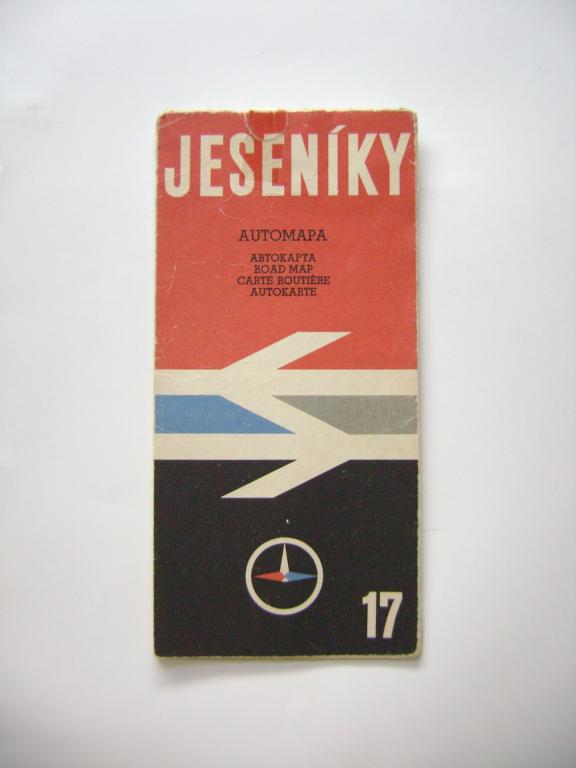 JESENÍKY
AUTOMAPA
АВТОКАРТА
ROAD MAP
CARTE ROUTIÈRE
AUTOKARTE
17